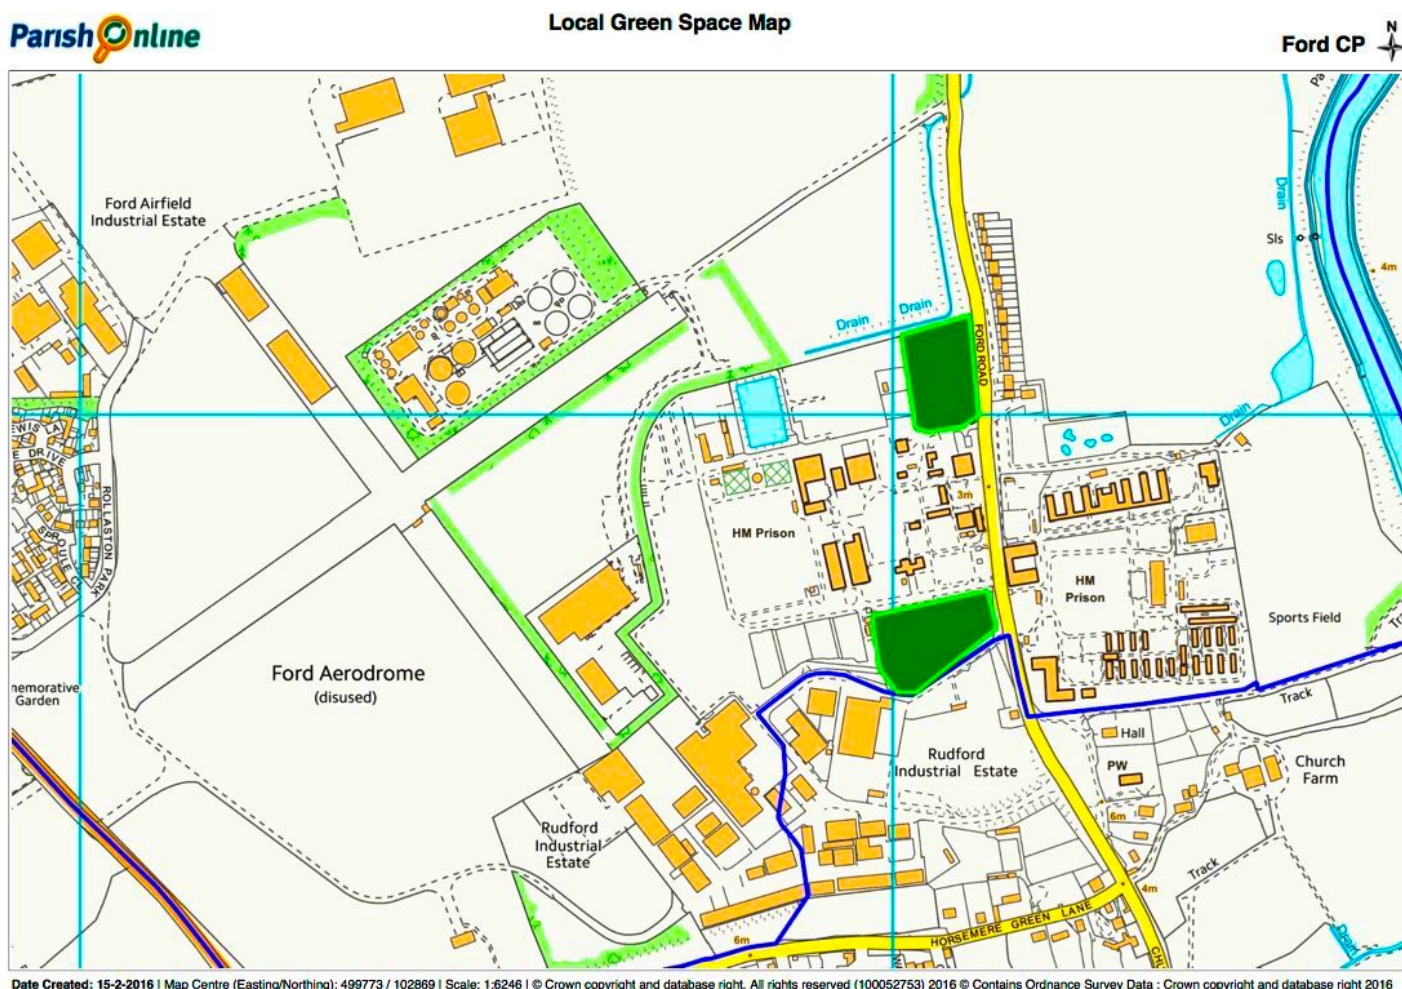 Parish Online
Local Green Space Map
N
Ford CP
Ford Airfield
Industrial Estate
Drain
Sls
4m
Drain
Drain
FORD ROAD
Drain
DRIVE
ROLLASTON PARK
SPROULE
3m
HM Prison
HM
Prison
Sports Field
Ford Aerodrome
(disused)
Garden
Track
Hall
Rudford
Industrial Estate
PW
Church
Farm
6m
Rudford
Industrial
Estate
Track
4m
HORSEMERE GREEN LANE
6m
Drain
Date Created: 15-2-2016 | Map Centre (Easting/Northing): 499773 / 102869 | Scale: 1:6246 | © Crown copyright and database right. All rights reserved (100052753) 2016 © Contains Ordnance Survey Data : Crown copyright and database right 2016